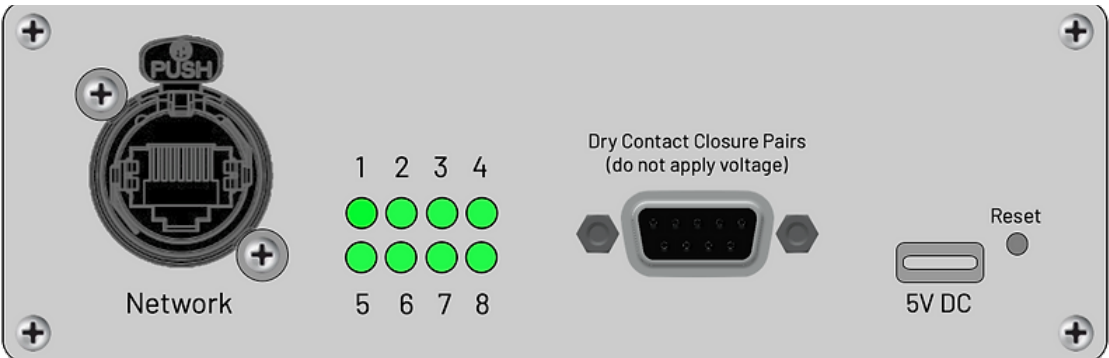 PUSH
Network
1 2 3 4
5 6 7 8
Dry Contact Closure Pairs
(do not apply voltage)
5V DC
Reset